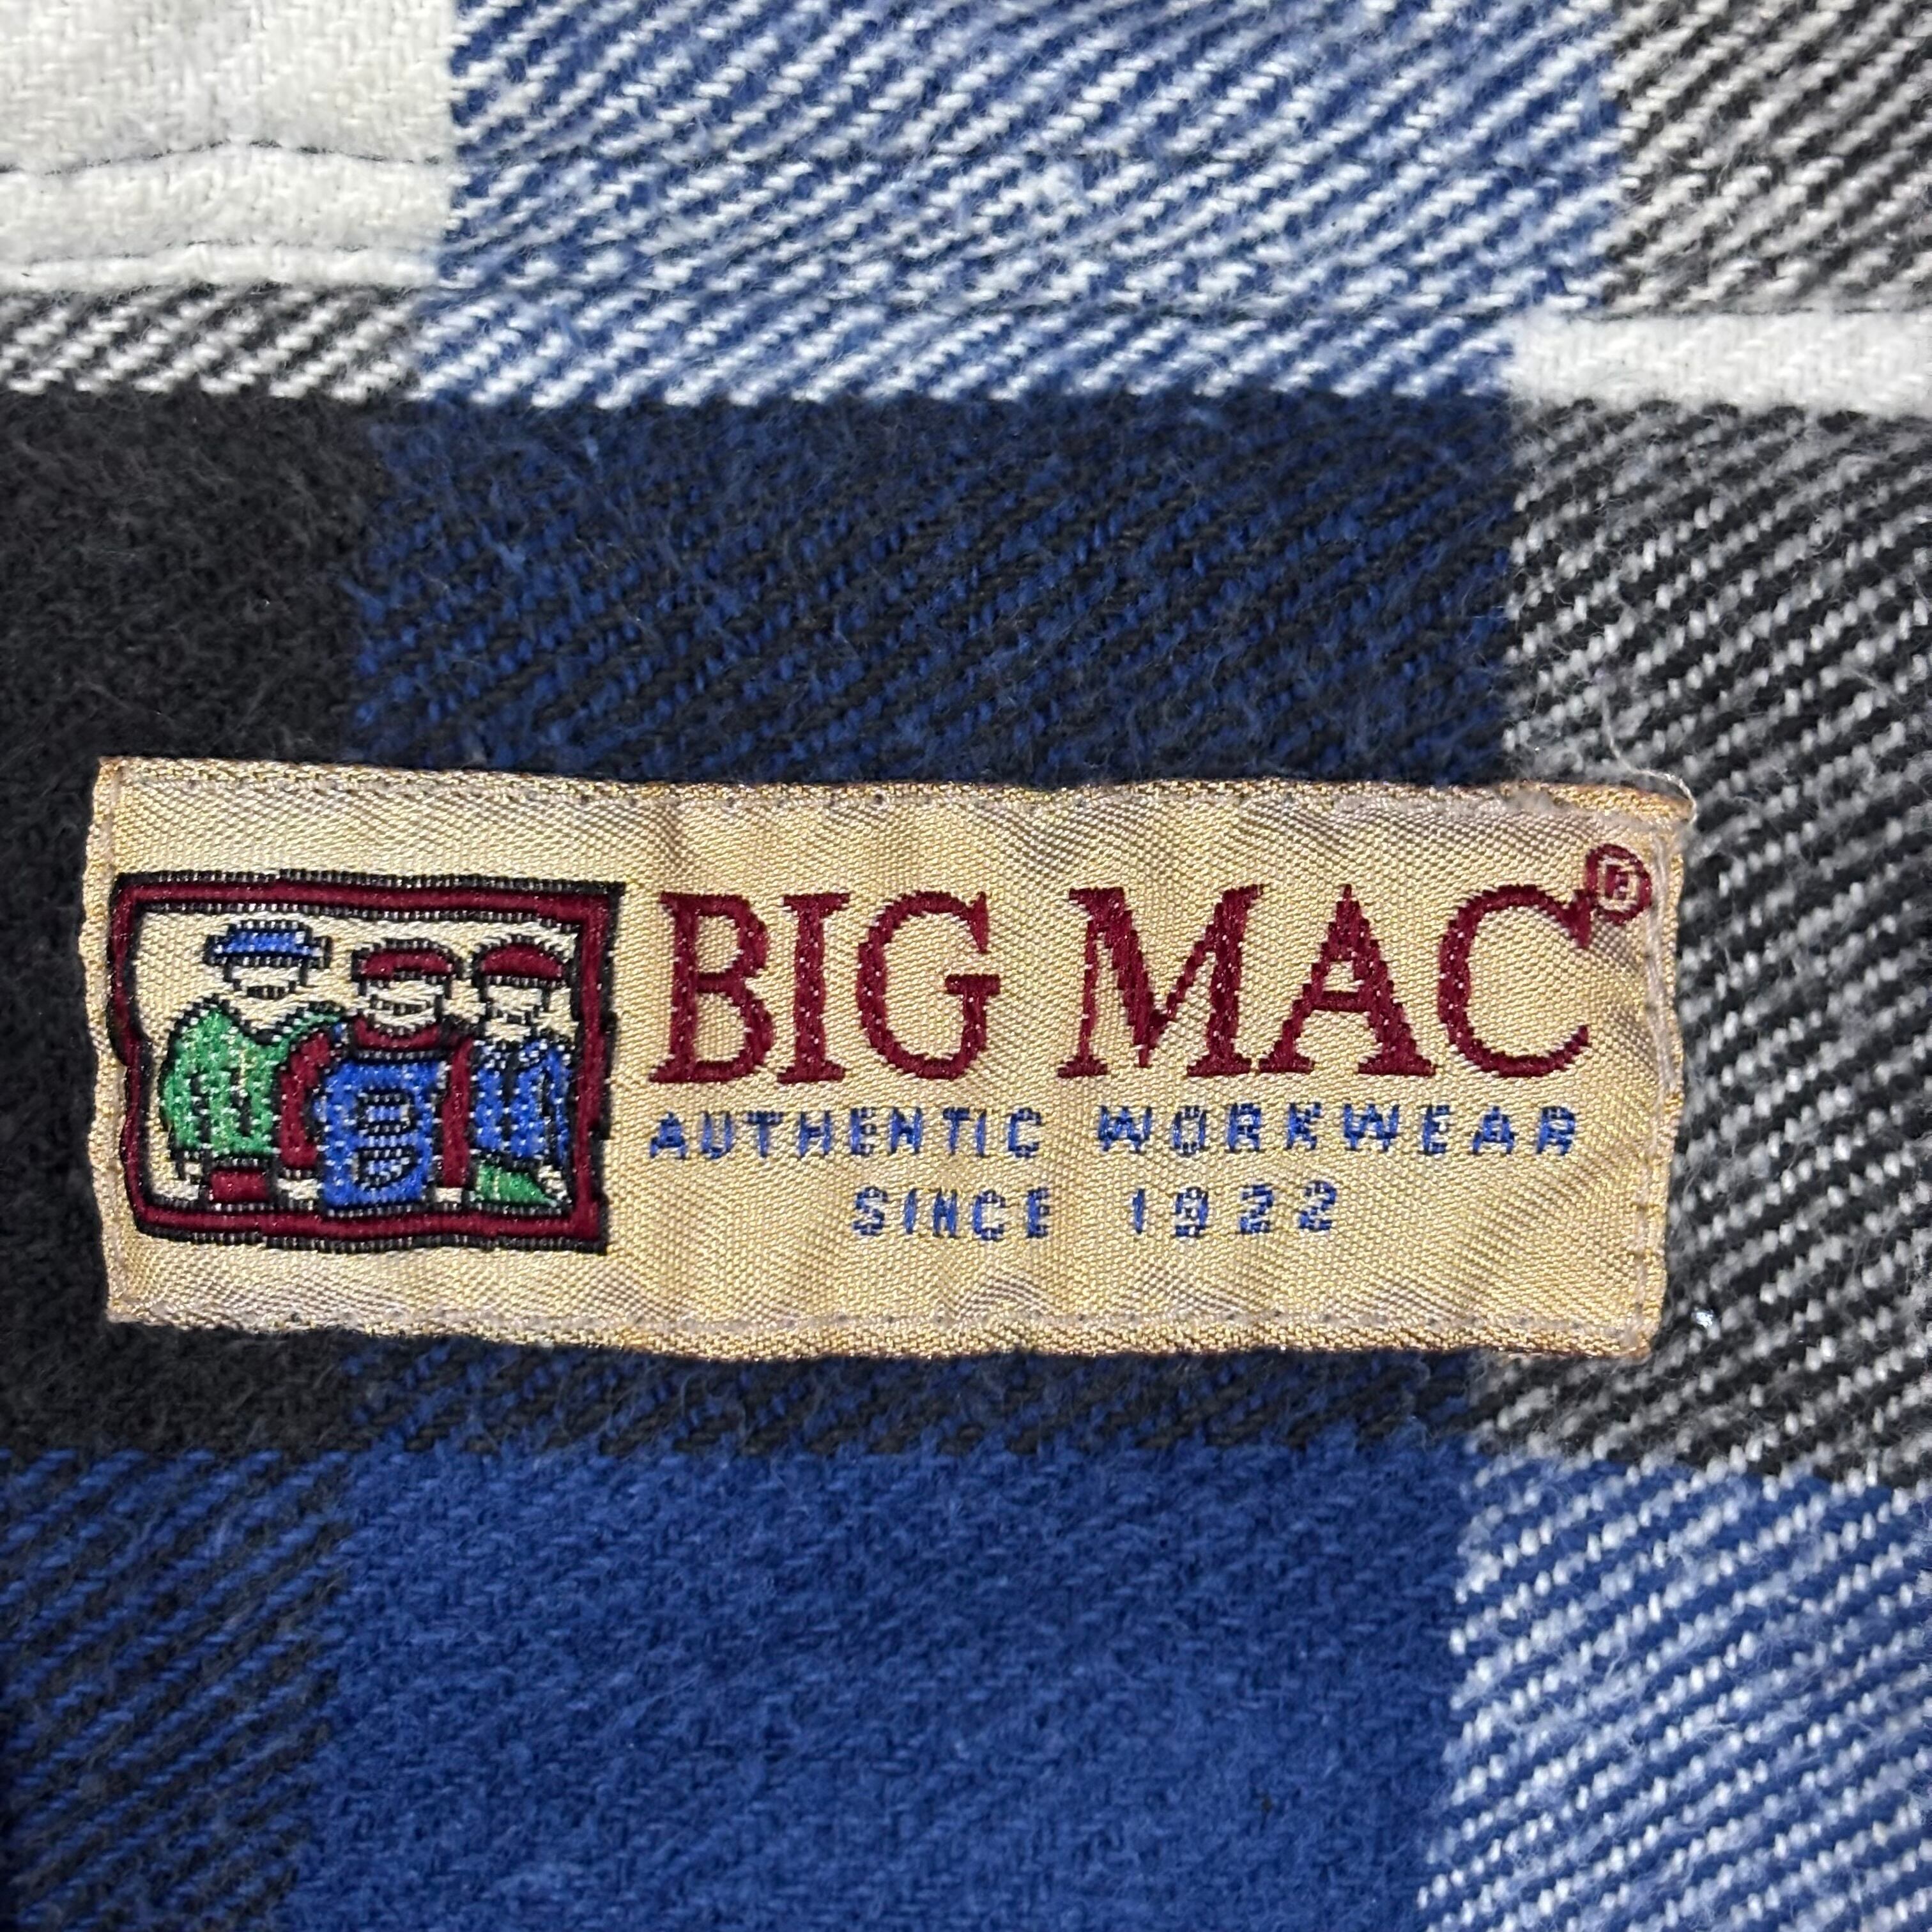 BIG MAC®
AUTHENTIC WORKWEAR
SINCE 1922